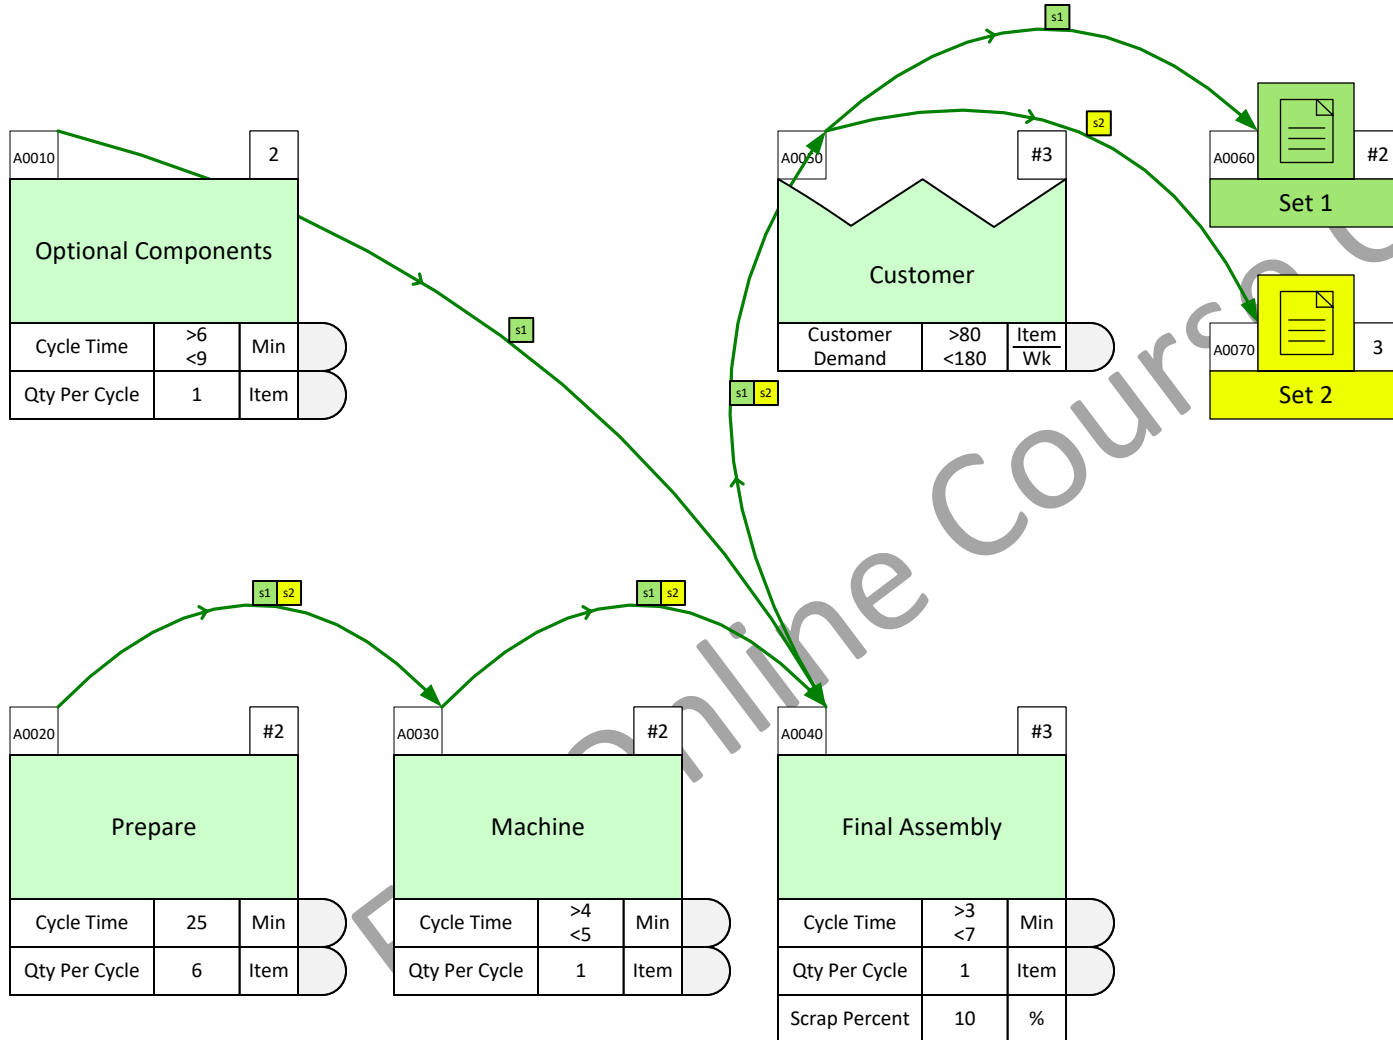 s1
A0010
2
Optional Components
Cycle Time
>6
<9
Min
Qty Per Cycle
1
Item
s1
A0050
#3
Customer
Customer
Demand
>80
<180
Item
Wk
s1 s2
s2
A0060
#2
Set 1
A0070
3
Set 2
Online Course
s1 s2
s1 s2
A0020
#2
Prepare
Cycle Time
25
Min
Qty Per Cycle
6
Item
A0030
#2
Machine
Cycle Time
>4
<5
Min
Qty Per Cycle
1
Item
A0040
#3
Final Assembly
Cycle Time
>3
<7
Min
Qty Per Cycle
1
Item
Scrap Percent
10
%